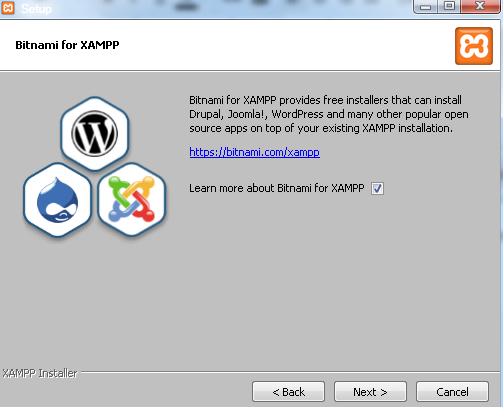 Setup
Bitnami for XAMPP
Bitnami for XAMPP provides free installers that can install
Drupal, Joomla!, WordPress and many other popular open
source apps on top of your existing XAMPP installation.
https://bitnami.com/xampp
Learn more about Bitnami for XAMPP
XAMPP Installer
< Back
Next >
Cancel